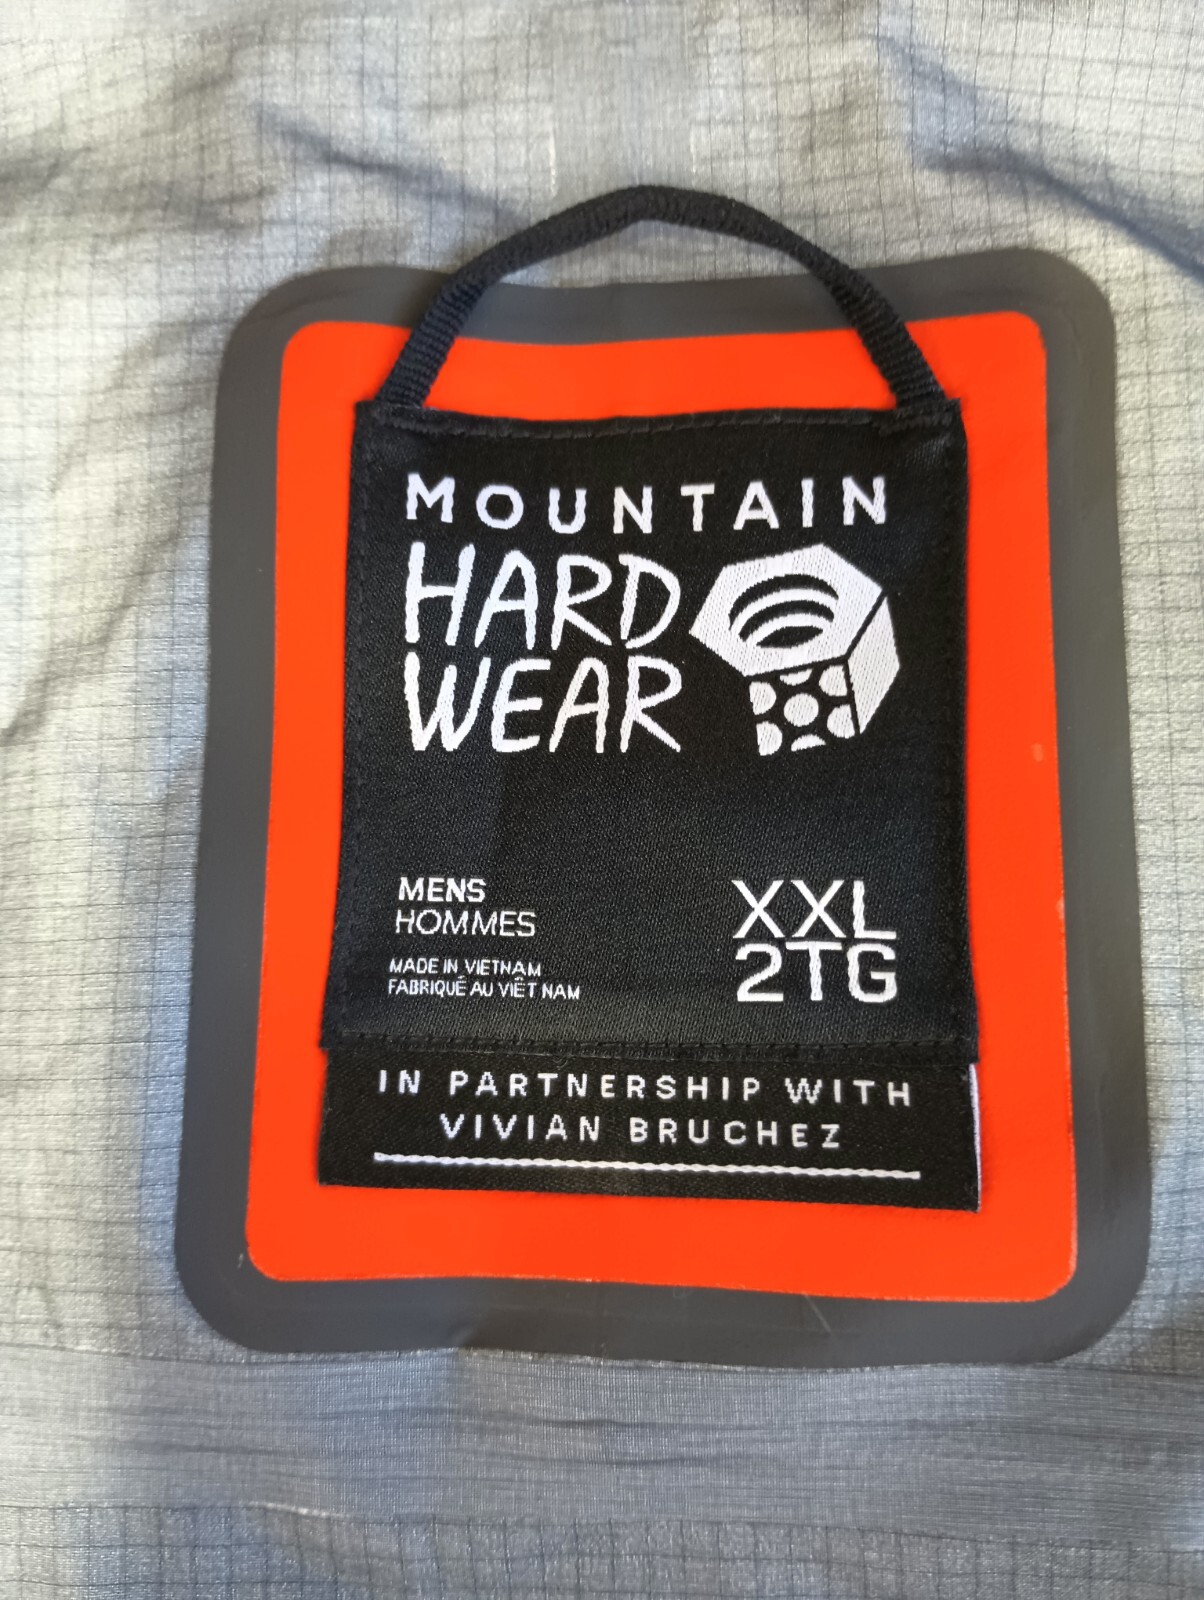 MOUNTAIN
HARD
WEAR
MENS
HOMMES
MADE IN VIETNAM
FABRIQUÉ AU VIÊT NAM
XXL
2TG
IN PARTNERSHIP WITH
VIVIAN BRUCHEZ